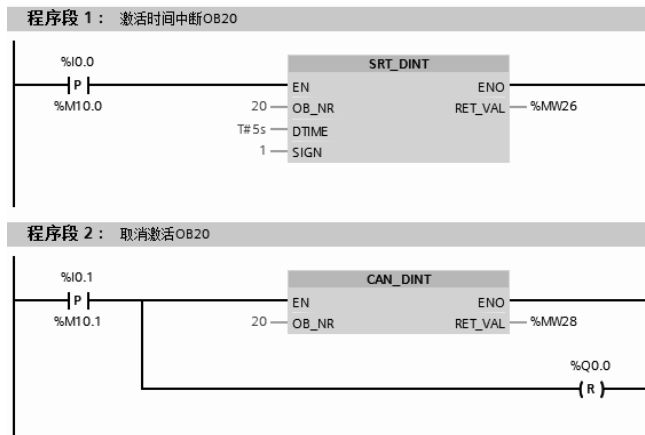 程序段 1： 激活时间中断OB20
%I0.0
SRT_DINT
P
EN ENO
%M10.0
20 OB_NR RET_VAL %MW26
T#5s DTIME
1 SIGN
程序段 2： 取消激活OB20
%I0.1
CAN_DINT
P
EN ENO
%M10.1
20 OB_NR RET_VAL %MW28
%Q0.0
R